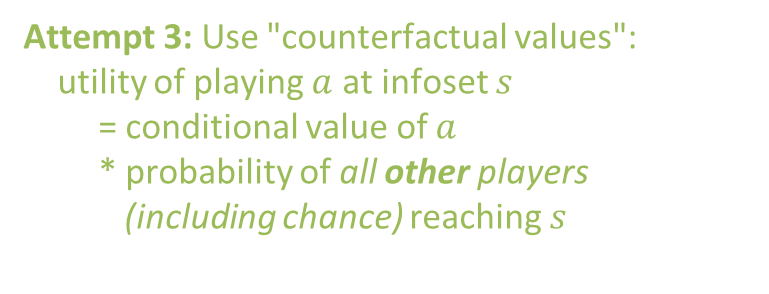 Attempt 3: Use "counterfactual values":
utility of playing a at infoset s
= conditional value of a
* probability of all other players
(including chance) reaching s